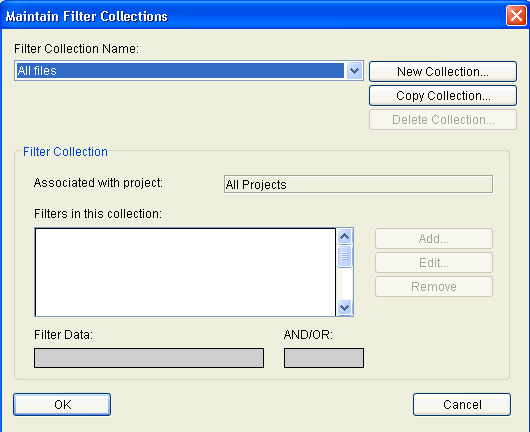 Maintain Filter Collections
Filter Collection Name:
All files
New Collection...
Copy Collection...
Delete Collection...
Filter Collection
Associated with project:
All Projects
Filters in this collection:
Add...
Edit...
Remove
Filter Data:
AND/OR:
OK
Cancel